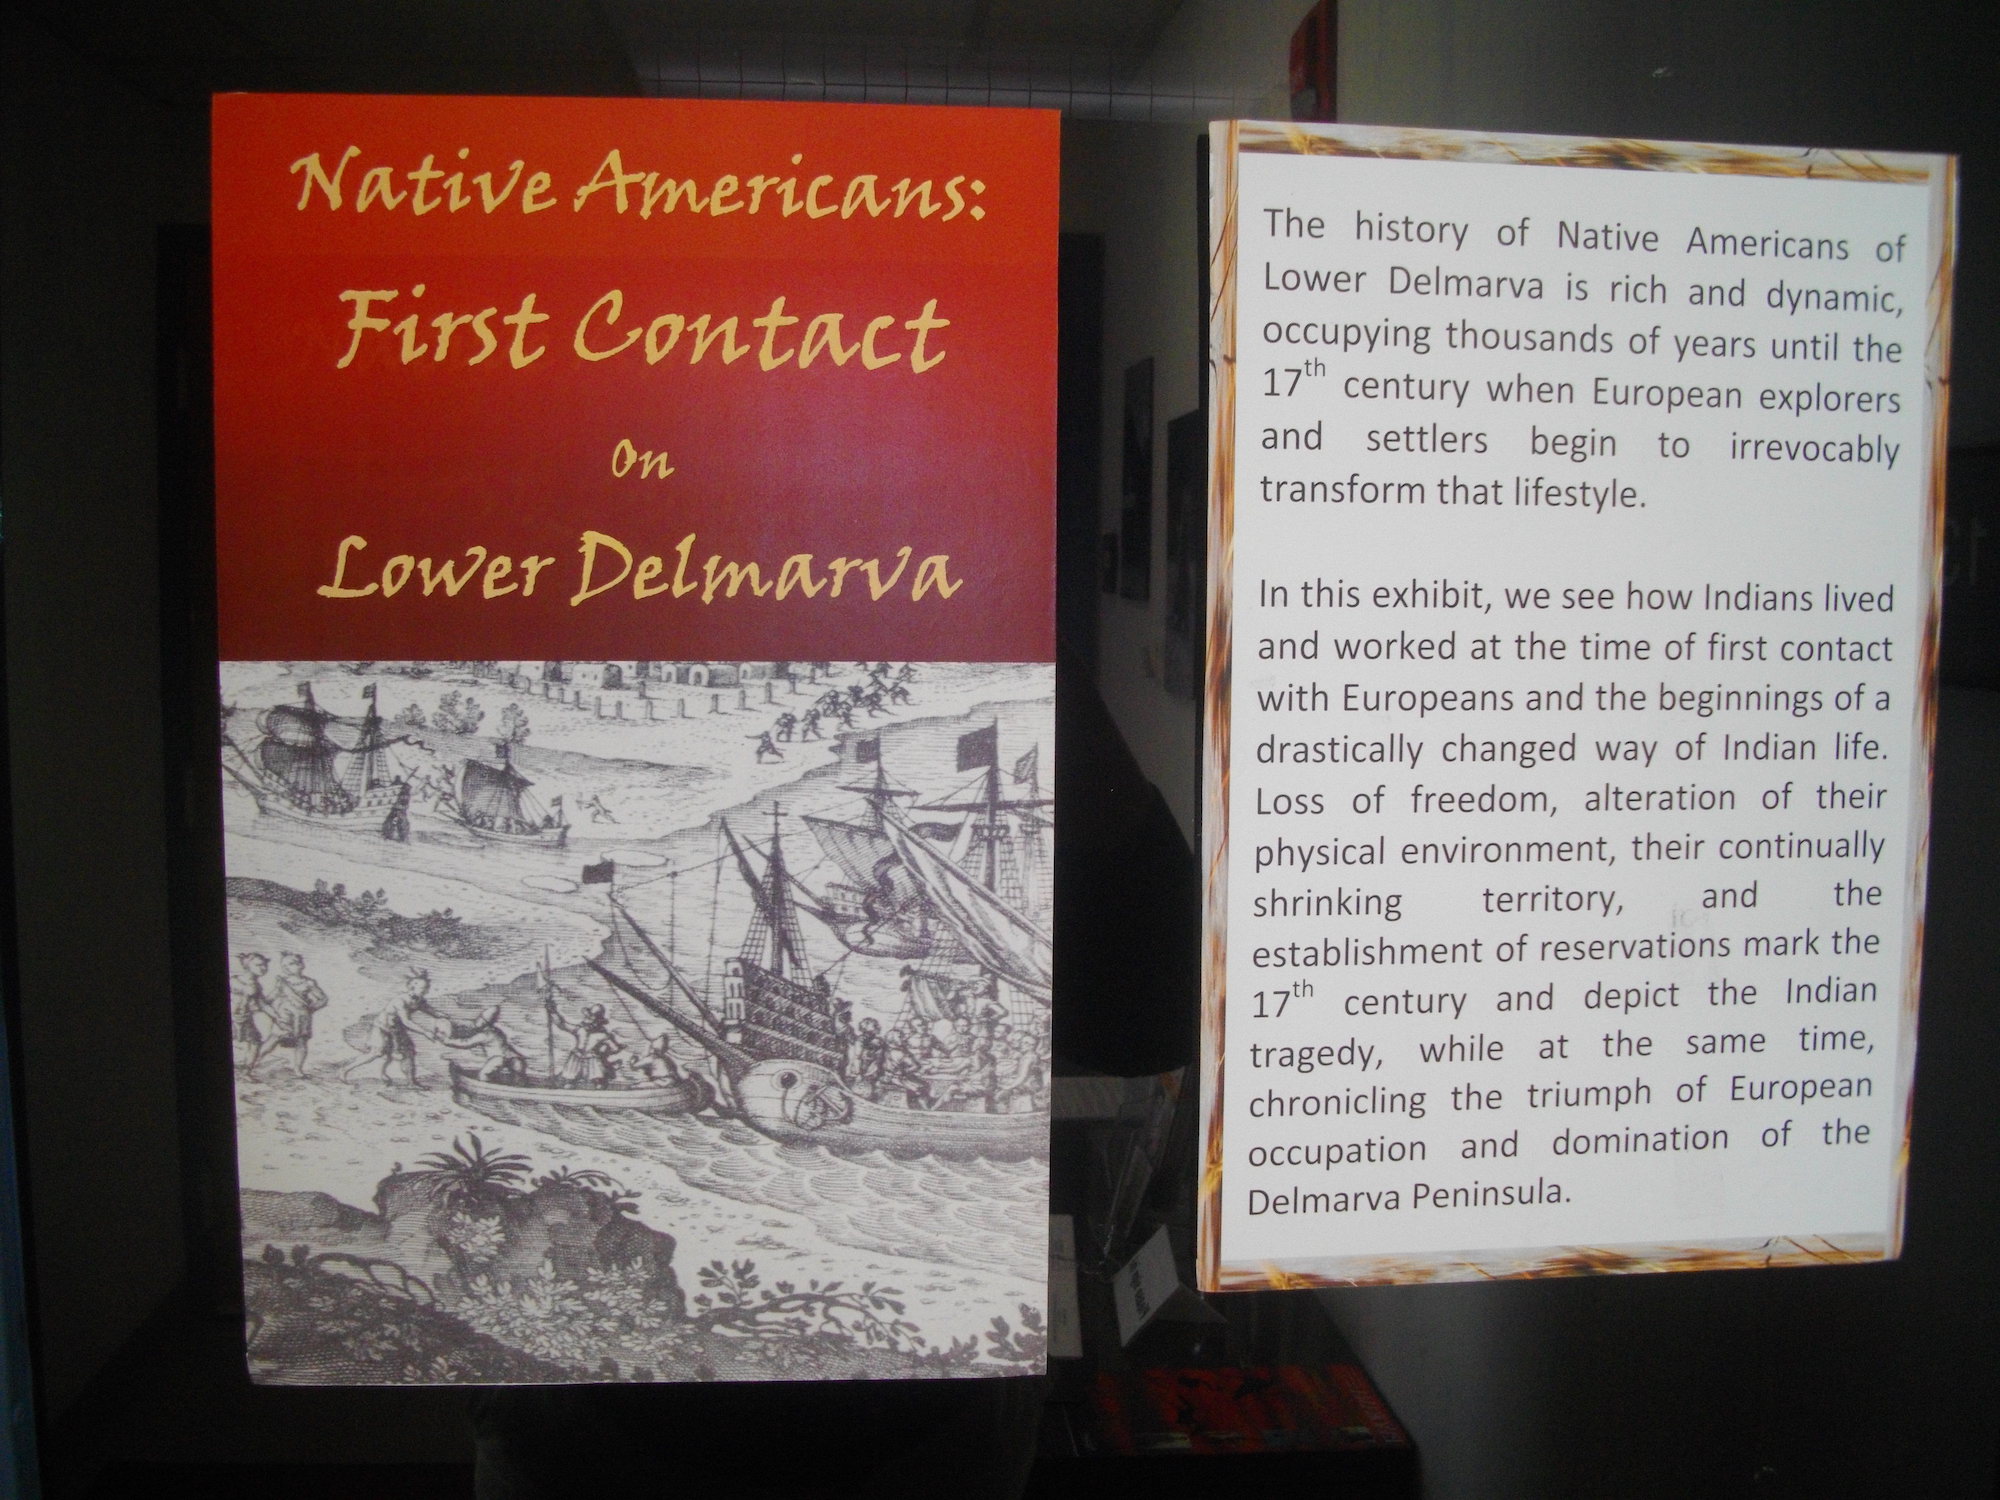 Native Americans:
First Contact
on
Lower Delmarva
The history of Native Americans of
Lower Delmarva is rich and dynamic,
occupying thousands of years until the
17th century when European explorers
and settlers begin to irrevocably
transform that lifestyle.
In this exhibit, we see how Indians lived
and worked at the time of first contact
with Europeans and the beginnings of a
drastically changed way of Indian life.
Loss of freedom, alteration of their
physical environment, their continually
shrinking territory, and the
establishment of reservations mark the
17th century and depict the Indian
tragedy, while at the same time,
chronicling the triumph of European
occupation and domination of the
Delmarva Peninsula.